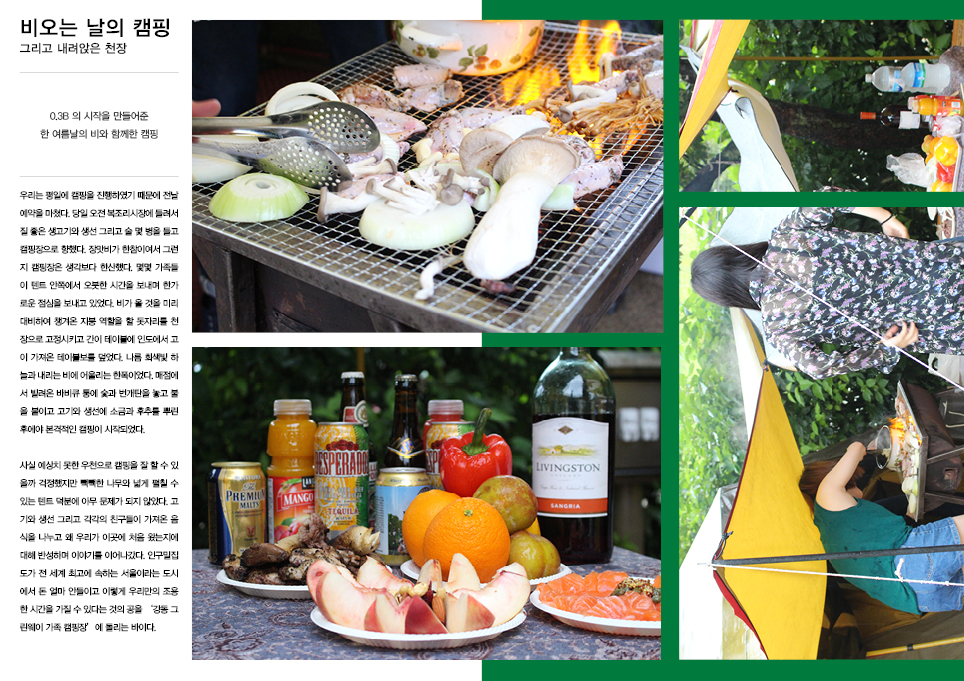 비오는 날의 캠핑
그리고 내려앉은 천장
0.3B 의 시작을 만들어준
한 여름날의 비와 함께한 캠핑
우리는 평일에 캠핑을 진행하였기 때문에 전날
예약을 마쳤다. 당일 오전 복조리시장에 들려서
질 좋은 생고기와 생선 그리고 술 몇 병을 들고
캠핑장으로 향했다. 장맛비가 한참이여서 그런
지 캠핑장은 생각보다 한산했다. 몇몇 가족들
이 텐트 안쪽에서 오붓한 시간을 보내며 한가
로운 점심을 보내고 있었다. 비가 올 것을 미리
대비하여 챙겨온 지붕 역할을 할 돗자리를 천
장으로 고정시키고 간이 테이블에 인도에서 고
이 가져온 테이블보를 덮었다. 나름 회색빛 하
늘과 내리는 비에 어울리는 한폭이었다. 매점에
서 빌려온 바비큐 통에 숯과 번개탄을 놓고 불
을 붙이고 고기와 생선에 소금과 후추를 뿌린
후에야 본격적인 캠핑이 시작되었다.
사실 예상치 못한 우천으로 캠핑을 잘 할 수 있
을까 걱정했지만 빽빽한 나무와 넓게 펼칠 수
있는 텐트 덕분에 아무 문제가 되지 않았다. 고
기와 생선 그리고 각각의 친구들이 가져온 음
식을 나누고 왜 우리가 이곳에 처음 왔는지에
대해 반성하며 이야기를 이어나갔다. 인구밀집
도가 전 세계 최고에 속하는 서울이라는 도시
에서 돈 얼마 안들이고 이렇게 우리만의 조용
한 시간을 가질 수 있다는 것의 공을 ‘강동 그
린웨이 가족 캠핑장’ 에 돌리는 바이다.
PREMIUM
MALTS
MANGO
DESPERADOS
TEQUILA
LIVINGSTON
SANGRIA